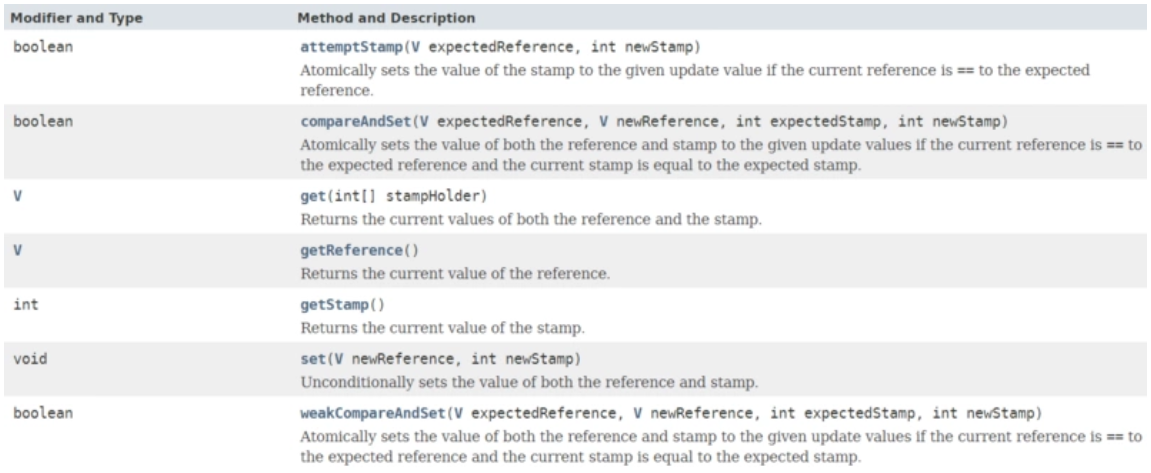 Modifier and Type Method and Description
boolean attemptStamp(V expectedReference, int newStamp)
Atomically sets the value of the stamp to the given update value if the current reference is == to the expected
reference.
boolean compareAndSet(V expectedReference, V newReference, int expectedStamp, int newStamp)
Atomically sets the value of both the reference and stamp to the given update values if the current reference is == to
the expected reference and the current stamp is equal to the expected stamp.
V get(int[] stampHolder)
Returns the current values of both the reference and the stamp.
V getReference()
Returns the current value of the reference.
int getStamp()
Returns the current value of the stamp.
void set(V newReference, int newStamp)
Unconditionally sets the value of both the reference and stamp.
boolean weakCompareAndSet(V expectedReference, V newReference, int expectedStamp, int newStamp)
Atomically sets the value of both the reference and stamp to the given update values if the current reference is == to
the expected reference and the current stamp is equal to the expected stamp.